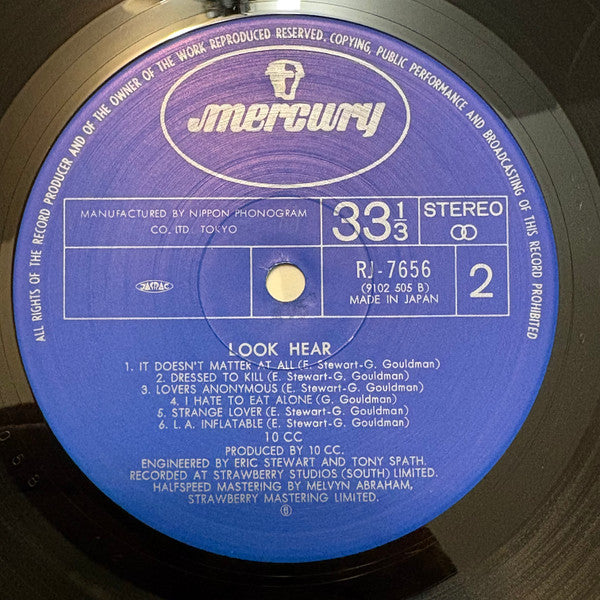 ALL RIGHTS OF THE RECORD PRODUCER AND OF THE OWNER OF THE WORK REPRODUCED RESERVED. COPYING, PUBLIC PERFORMANCE AND BROADCASTING OF THIS RECORD PROHIBITED
mercury
MANUFACTURED BY NIPPON PHONOGRAM
CO., LTD. TOKYO
33 1/3
STEREO
JASRAC
RJ-7656
(9102 505 B)
MADE IN JAPAN
2
LOOK HEAR
1. IT DOESN'T MATTER AT ALL(E. Stewart-G. Gouldman)
2. DRESSED TO KILL(E. Stewart-G. Gouldman)
3. LOVERS ANONYMOUS(E. Stewart-G. Gouldman)
4. I HATE TO EAT ALONE(G. Gouldman)
5. STRANGE LOVER(E. Stewart-G. Gouldman)
6. L.A. INFLATABLE(E. Stewart-G. Gouldman)
10 CC
PRODUCED BY 10 CC.
ENGINEERED BY ERIC STEWART AND TONY SPATH.
RECORDED AT STRAWBERRY STUDIOS (SOUTH) LIMITED.
HALFSPEED MASTERING BY MELVYN ABRAHAM,
STRAWBERRY MASTERING LIMITED.